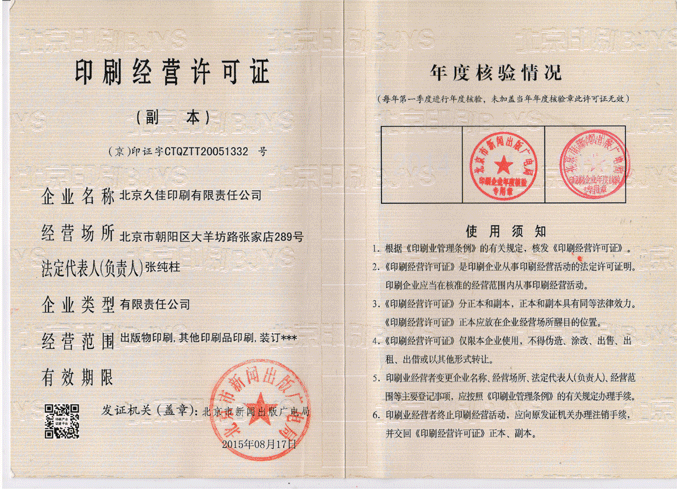 印刷经营许可证
(副 本)
(京)印证字CTQZTT20051332 号
企业名称 北京久佳印刷有限责任公司
经营场所 北京市朝阳区大羊坊路张家店289号
法定代表人(负责人) 张纯柱
企业类型 有限责任公司
经营范围 出版物印刷.其他印刷品印刷.装订***
有效期限
发证机关(盖章): 北京市新闻出版广电局
2015年08月17日
北京市新闻出版广电局
年度核验情况
(每年第一季度进行年度核验,未加盖当年年度核验章此许可证无效)
北京市新闻出版广电局
印刷企业年度核验
专用章
使用须知
1. 根据《印刷业管理条例》的有关规定,核发《印刷经营许可证》。
2. 《印刷经营许可证》是印刷企业从事印刷经营活动的法定许可证明。
印刷企业应当在核准的经营范围内从事印刷经营活动。
3. 《印刷经营许可证》分正本和副本,正本和副本具有同等法律效力。
《印刷经营许可证》正本应放在企业经营场所醒目的位置。
4. 《印刷经营许可证》仅限本企业使用,不得伪造、涂改、出售、出
租、出借或以其他形式转让。
5. 印刷业经营者变更企业名称、经营场所、法定代表人(负责人)、经营范
围等主要登记事项,应按照《印刷业管理条例》的有关规定办理手续。
6. 印刷业经营者终止印刷经营活动,应向原发证机关办理注销手续,
并交回《印刷经营许可证》正本、副本。